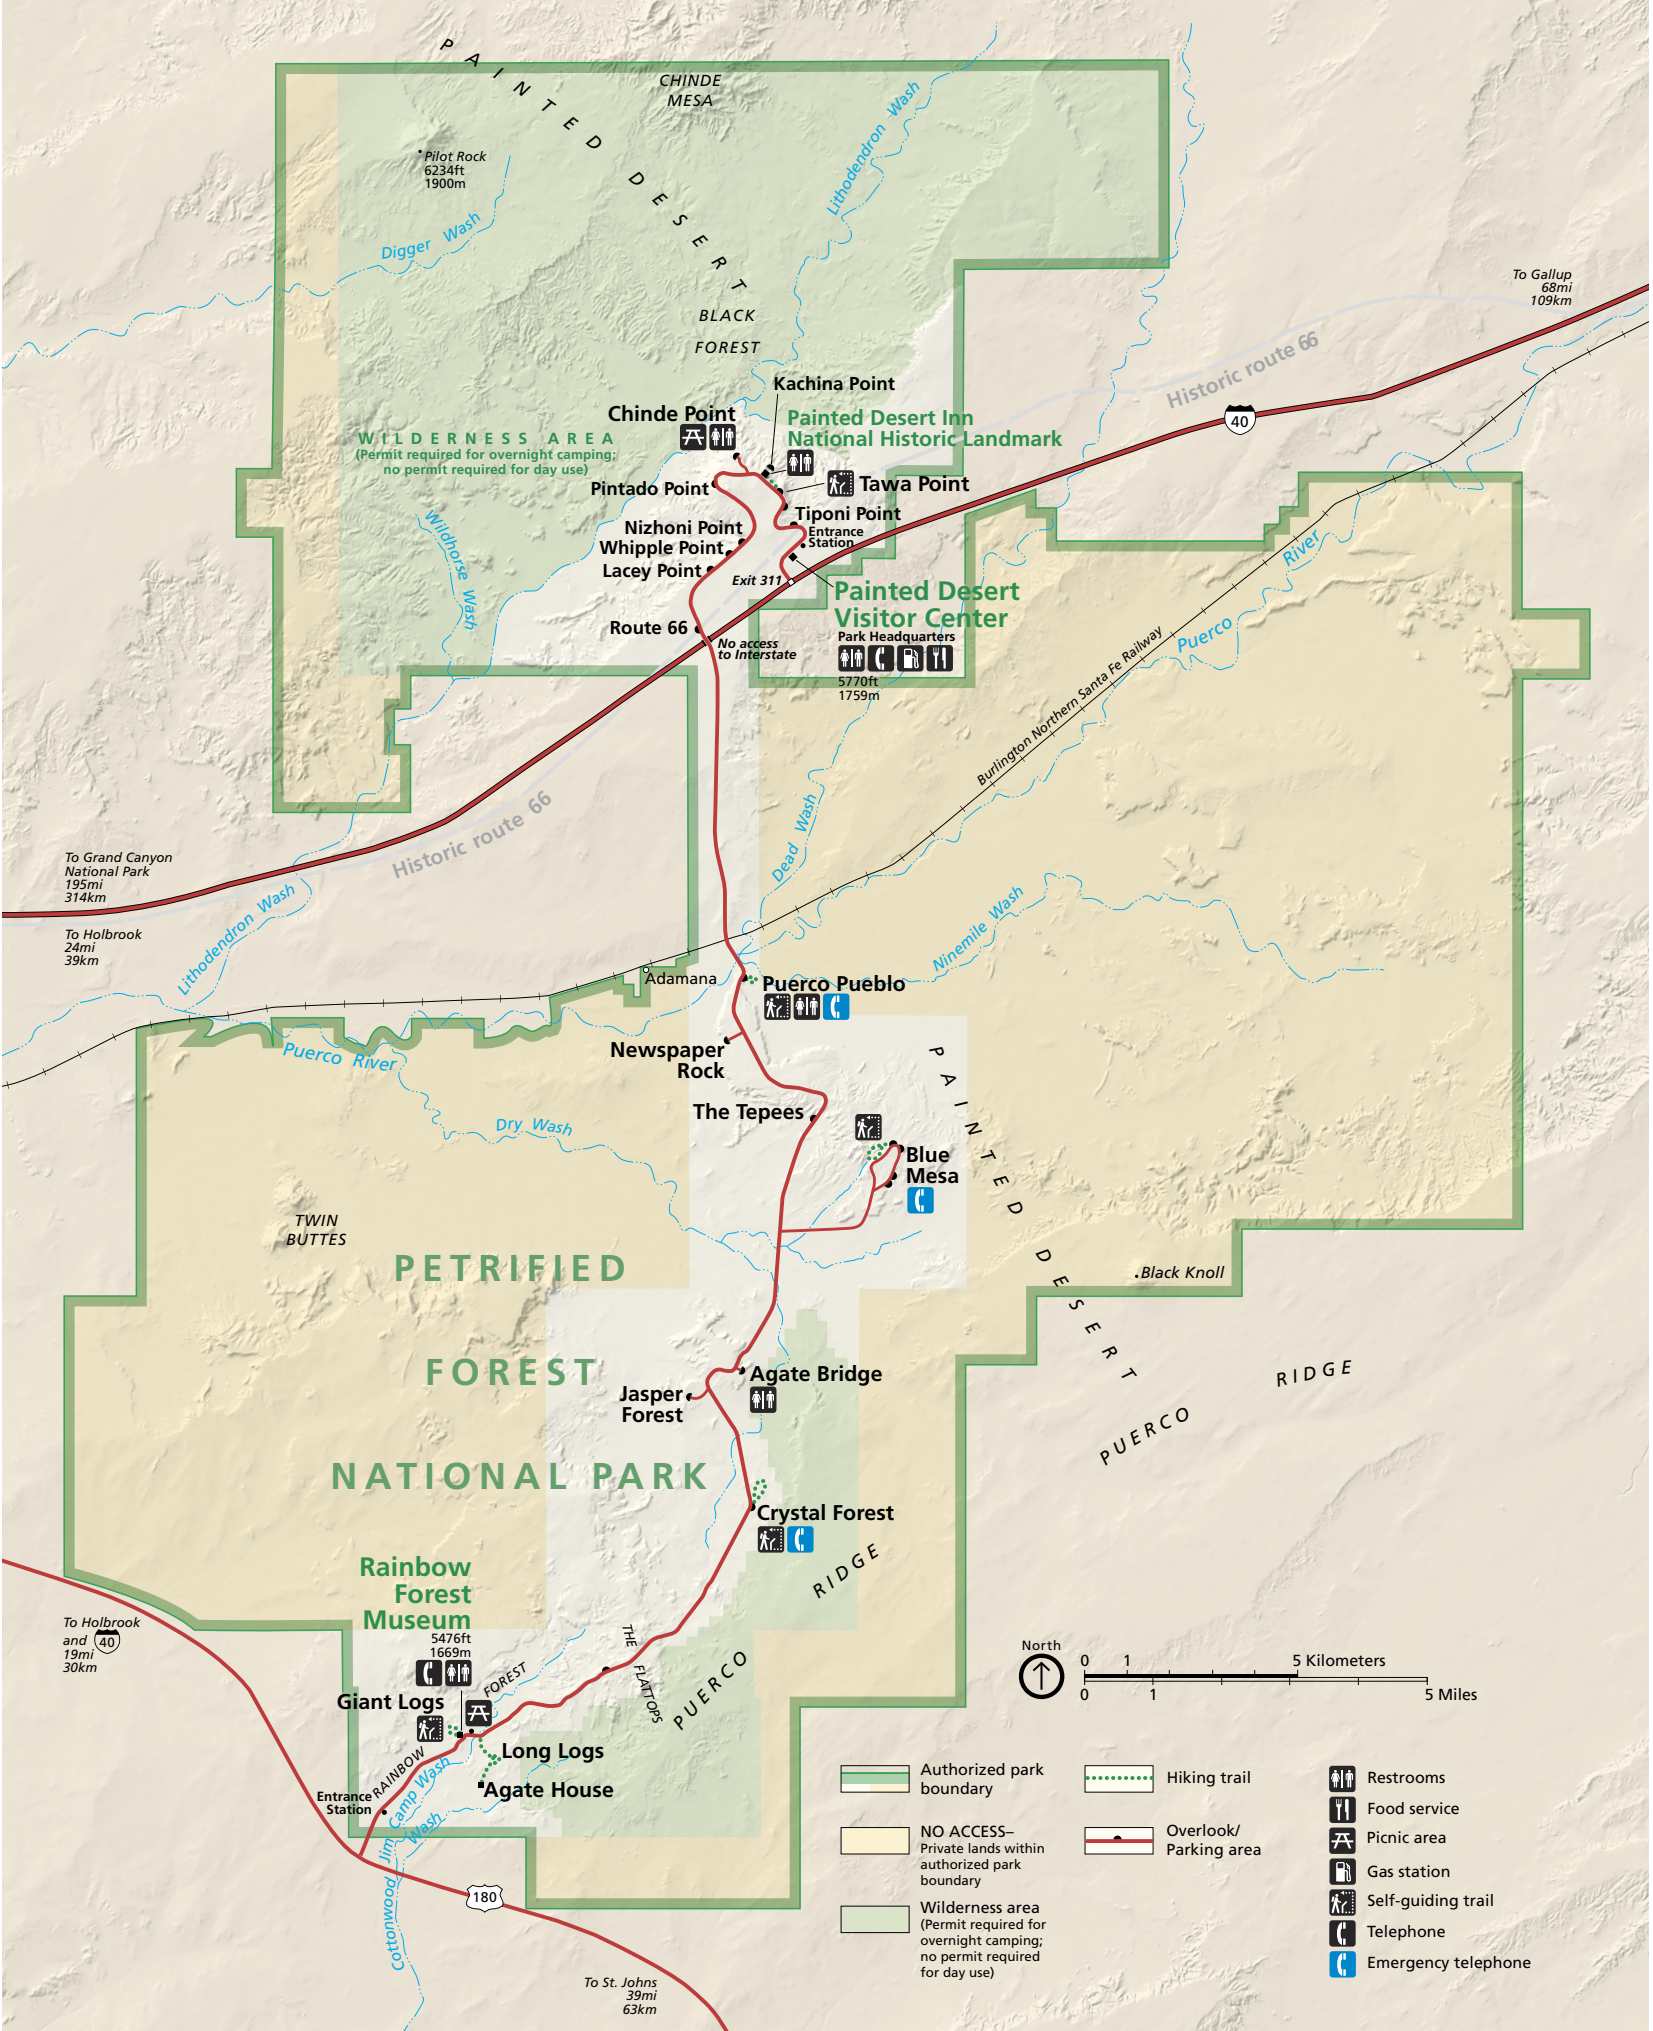 PAINTED DESERT
CHINDE
MESA
Pilot Rock
6234ft
1900m
Digger Wash
Lithodendron Wash
BLACK
FOREST
To Gallup
68mi
109km
Historic route 66
40
Kachina Point
Chinde Point
Painted Desert Inn
National Historic Landmark
WILDERNESS AREA
(Permit required for overnight camping;
no permit required for day use)
Pintado Point
Tawa Point
Tiponi Point
Nizhoni Point
Entrance
Station
Whipple Point
Lacey Point
Exit 311
Wildhorse Wash
Painted Desert
Visitor Center
Park Headquarters
5770ft
1759m
Route 66
No access
to Interstate
Puerco River
Burlington Northern Santa Fe Railway
Historic route 66
Dead Wash
To Grand Canyon
National Park
195mi
314km
To Holbrook
24mi
39km
Lithodendron Wash
Ninemile Wash
Adamana
Puerco Pueblo
Puerco River
Newspaper
Rock
PAINTED DESERT
The Tepees
Dry Wash
Blue
Mesa
TWIN
BUTTES
PETRIFIED
FOREST
NATIONAL PARK
Black Knoll
Agate Bridge
Jasper
Forest
PUERCO RIDGE
Crystal Forest
PUERCO RIDGE
Rainbow
Forest
Museum
5476ft
1669m
To Holbrook
and 40
19mi
30km
THE FLATTOPS
Giant Logs
RAINBOW FOREST
Long Logs
Agate House
Entrance
Station
Jim Camp Wash
Cottonwood Wash
180
To St. Johns
39mi
63km
North
0 1 5 Kilometers
0 1 5 Miles
Authorized park
boundary
NO ACCESS–
Private lands within
authorized park
boundary
Wilderness area
(Permit required for
overnight camping;
no permit required
for day use)
Hiking trail
Overlook/
Parking area
Restrooms
Food service
Picnic area
Gas station
Self-guiding trail
Telephone
Emergency telephone